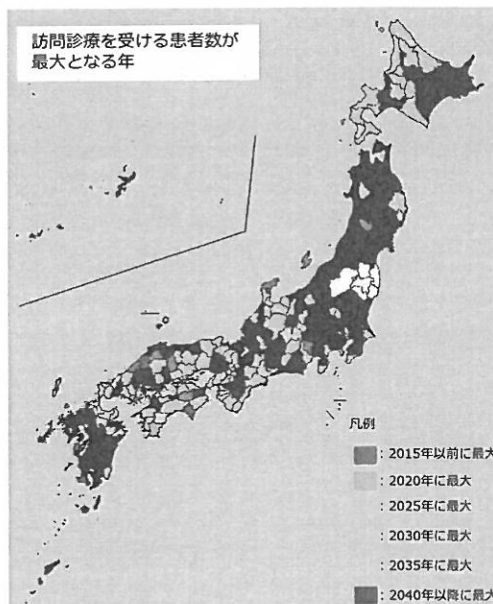 訪問診療を受ける患者数が
最大となる年
凡例
：2015年以前に最大
：2020年に最大
：2025年に最大
：2030年に最大
：2035年に最大
：2040年以降に最大